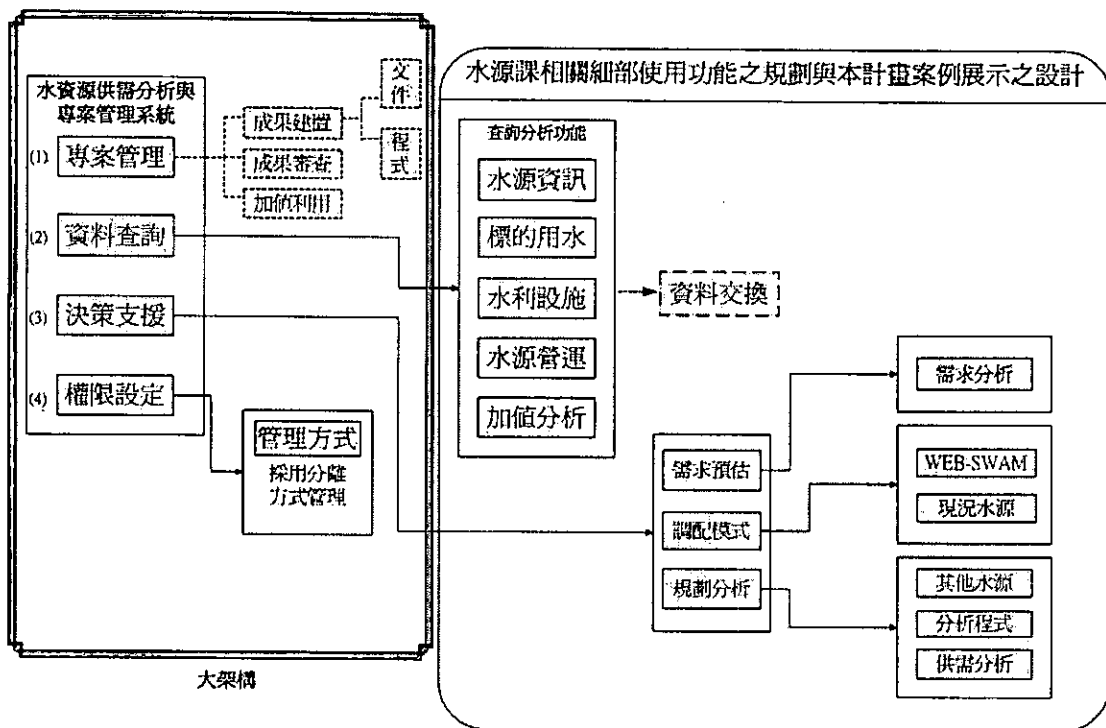 水資源供需分析與
專案管理系統
(1) 專案管理
成果建置
成果審查
加值利用
文件
程式
(2) 資料查詢
(3) 決策支援
(4) 權限設定
管理方式
採用分離
方式管理
大架構
水源課相關細部使用功能之規劃與本計畫案例展示之設計
查詢分析功能
水源資訊
標的用水
水利設施
水源營運
加值分析
資料交換
需求預估
調配模式
規劃分析
需求分析
WEB-SWAM
現況水源
其他水源
分析程式
供需分析